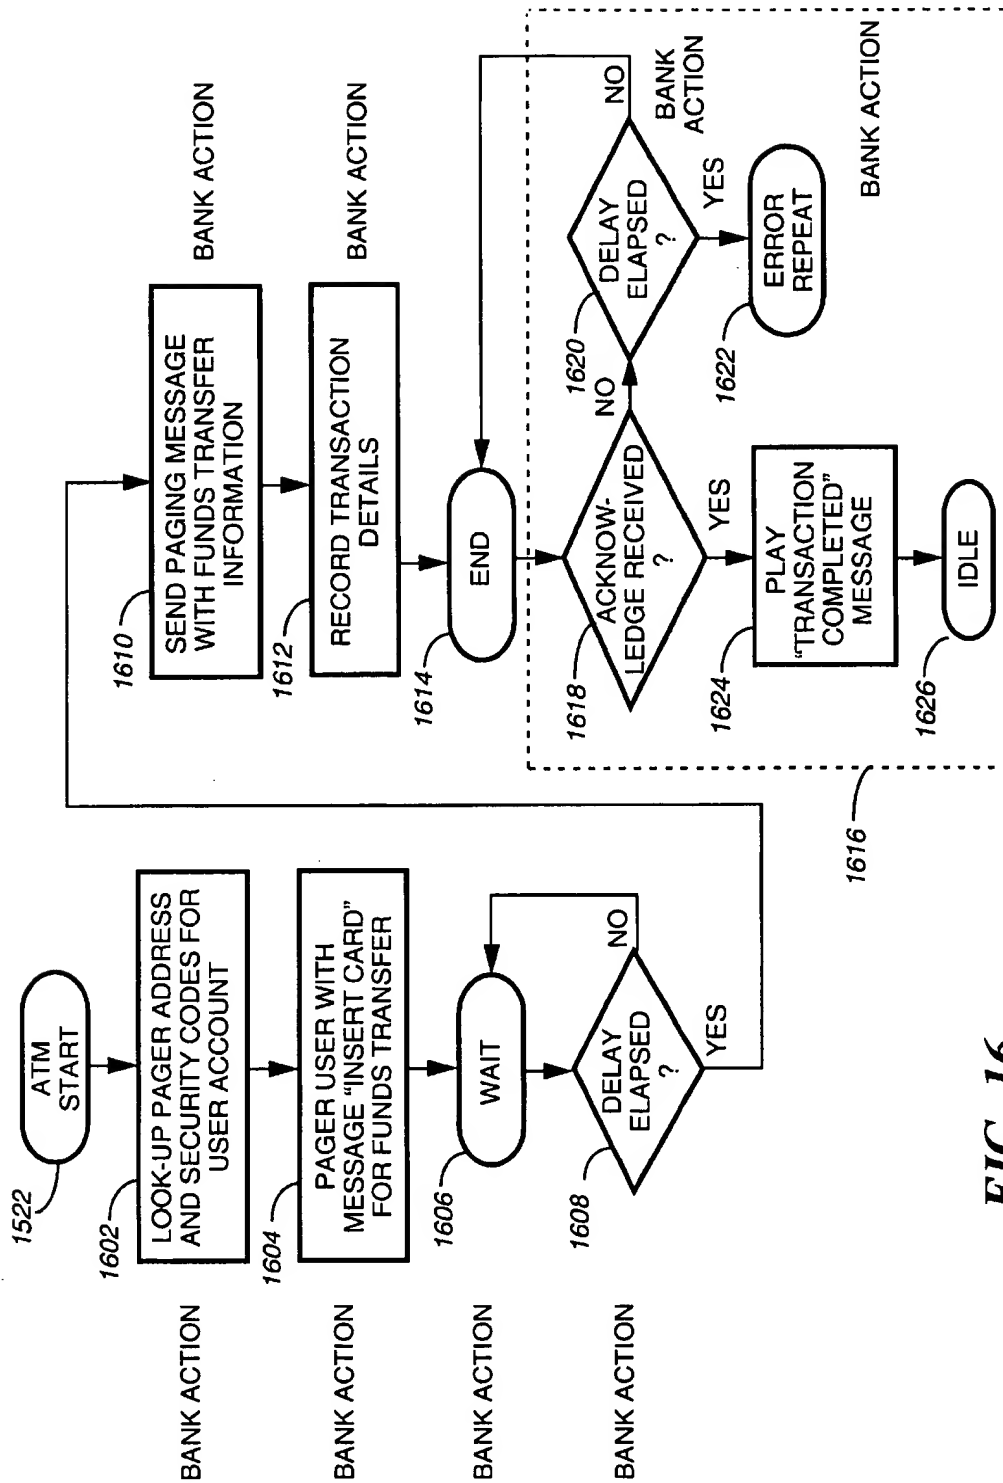 ATM
START
1522
LOOK-UP PAGER ADDRESS
AND SECURITY CODES FOR
USER ACCOUNT
1602
BANK ACTION
PAGER USER WITH
MESSAGE "INSERT CARD"
FOR FUNDS TRANSFER
1604
BANK ACTION
WAIT
1606
BANK ACTION
DELAY
ELAPSED
?
NO
YES
1608
BANK ACTION
SEND PAGING MESSAGE
WITH FUNDS TRANSFER
INFORMATION
1610
BANK ACTION
RECORD TRANSACTION
DETAILS
1612
BANK ACTION
END
1614
ACKNOW-
LEDGE RECEIVED
?
NO
YES
1618
DELAY
ELAPSED
?
NO
YES
1620
BANK
ACTION
ERROR
REPEAT
1622
PLAY
"TRANSACTION
COMPLETED"
MESSAGE
1624
BANK ACTION
IDLE
1626
1616
FIG. 16